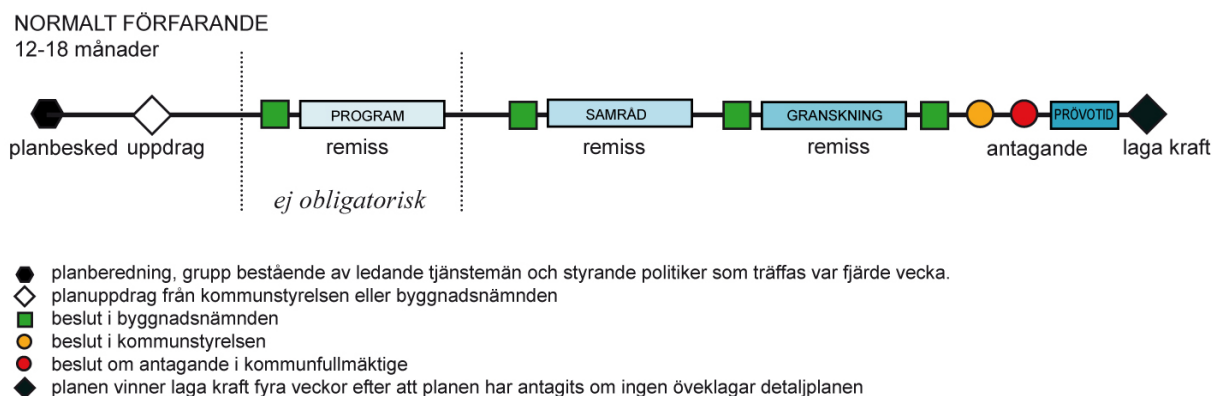 NORMALT FÖRFARANDE
12-18 månader
PROGRAM
SAMRÅD
GRANSKNING
PRÖVOTID
planbesked uppdrag remiss remiss remiss antagande laga kraft
ej obligatorisk
planberedning, grupp bestående av ledande tjänstemän och styrande politiker som träffas var fjärde vecka.
planuppdrag från kommunstyrelsen eller byggnadsnämnden
beslut i byggnadsnämnden
beslut i kommunstyrelsen
beslut om antagande i kommunfullmäktige
planen vinner laga kraft fyra veckor efter att planen har antagits om ingen öveklagar detaljplanen